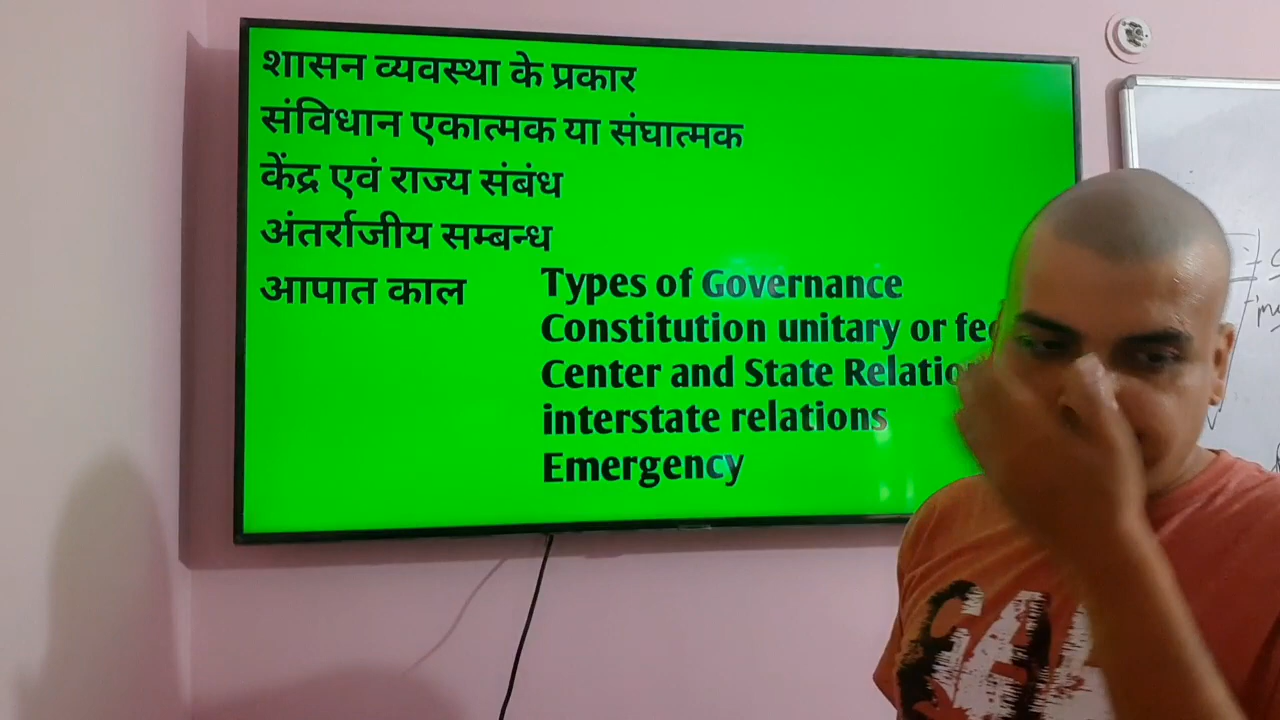 शासन व्यवस्था के प्रकार
संविधान एकात्मक या संघात्मक
केंद्र एवं राज्य संबंध
अंतर्राजीय सम्बन्ध
आपात काल
Types of Governance
Constitution unitary or
Center and State
interstate relations
Emergency